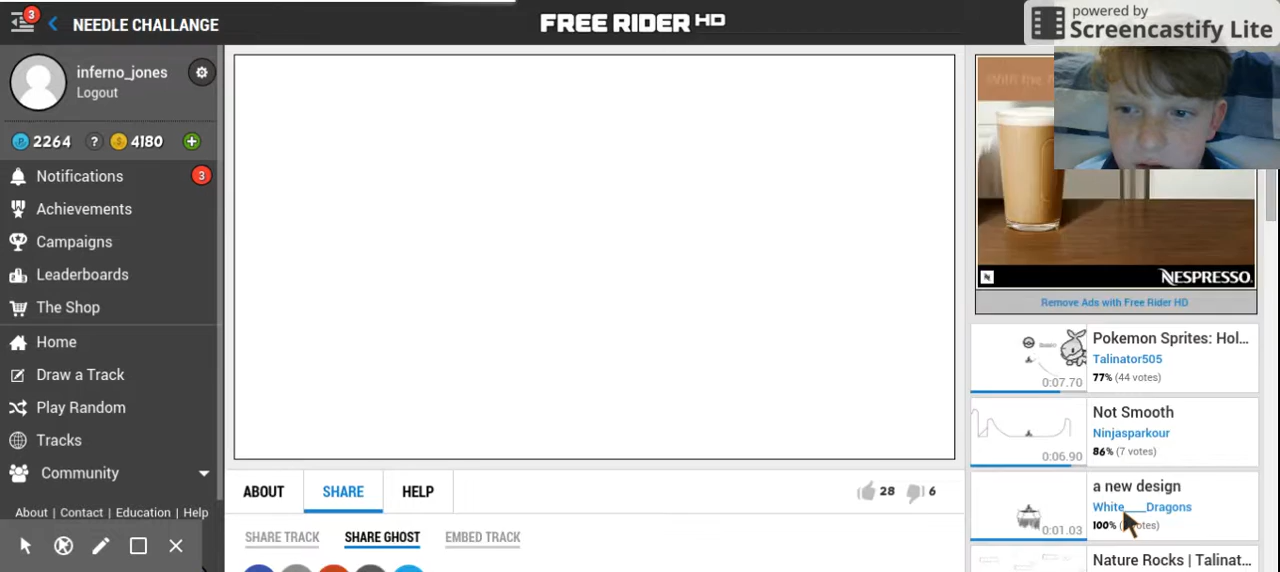 3
NEEDLE CHALLANGE
FREE RIDER HD
powered by
Screencastify Lite
inferno_jones
Logout
2264 ? 4180
Notifications 3
Achievements
Campaigns
Leaderboards
The Shop
Home
Draw a Track
Play Random
Tracks
Community
About | Contact | Education | Help
ABOUT SHARE HELP
28 6
SHARE TRACK SHARE GHOST EMBED TRACK
NESPRESSO
Remove Ads with Free Rider HD
Pokemon Sprites: Hol...
Talinator505
0:07.70 77% (44 votes)
Not Smooth
Ninjasparkour
0:06.90 86% (7 votes)
a new design
White____Dragons
0:01.03 100% votes)
Nature Rocks | Talinat...